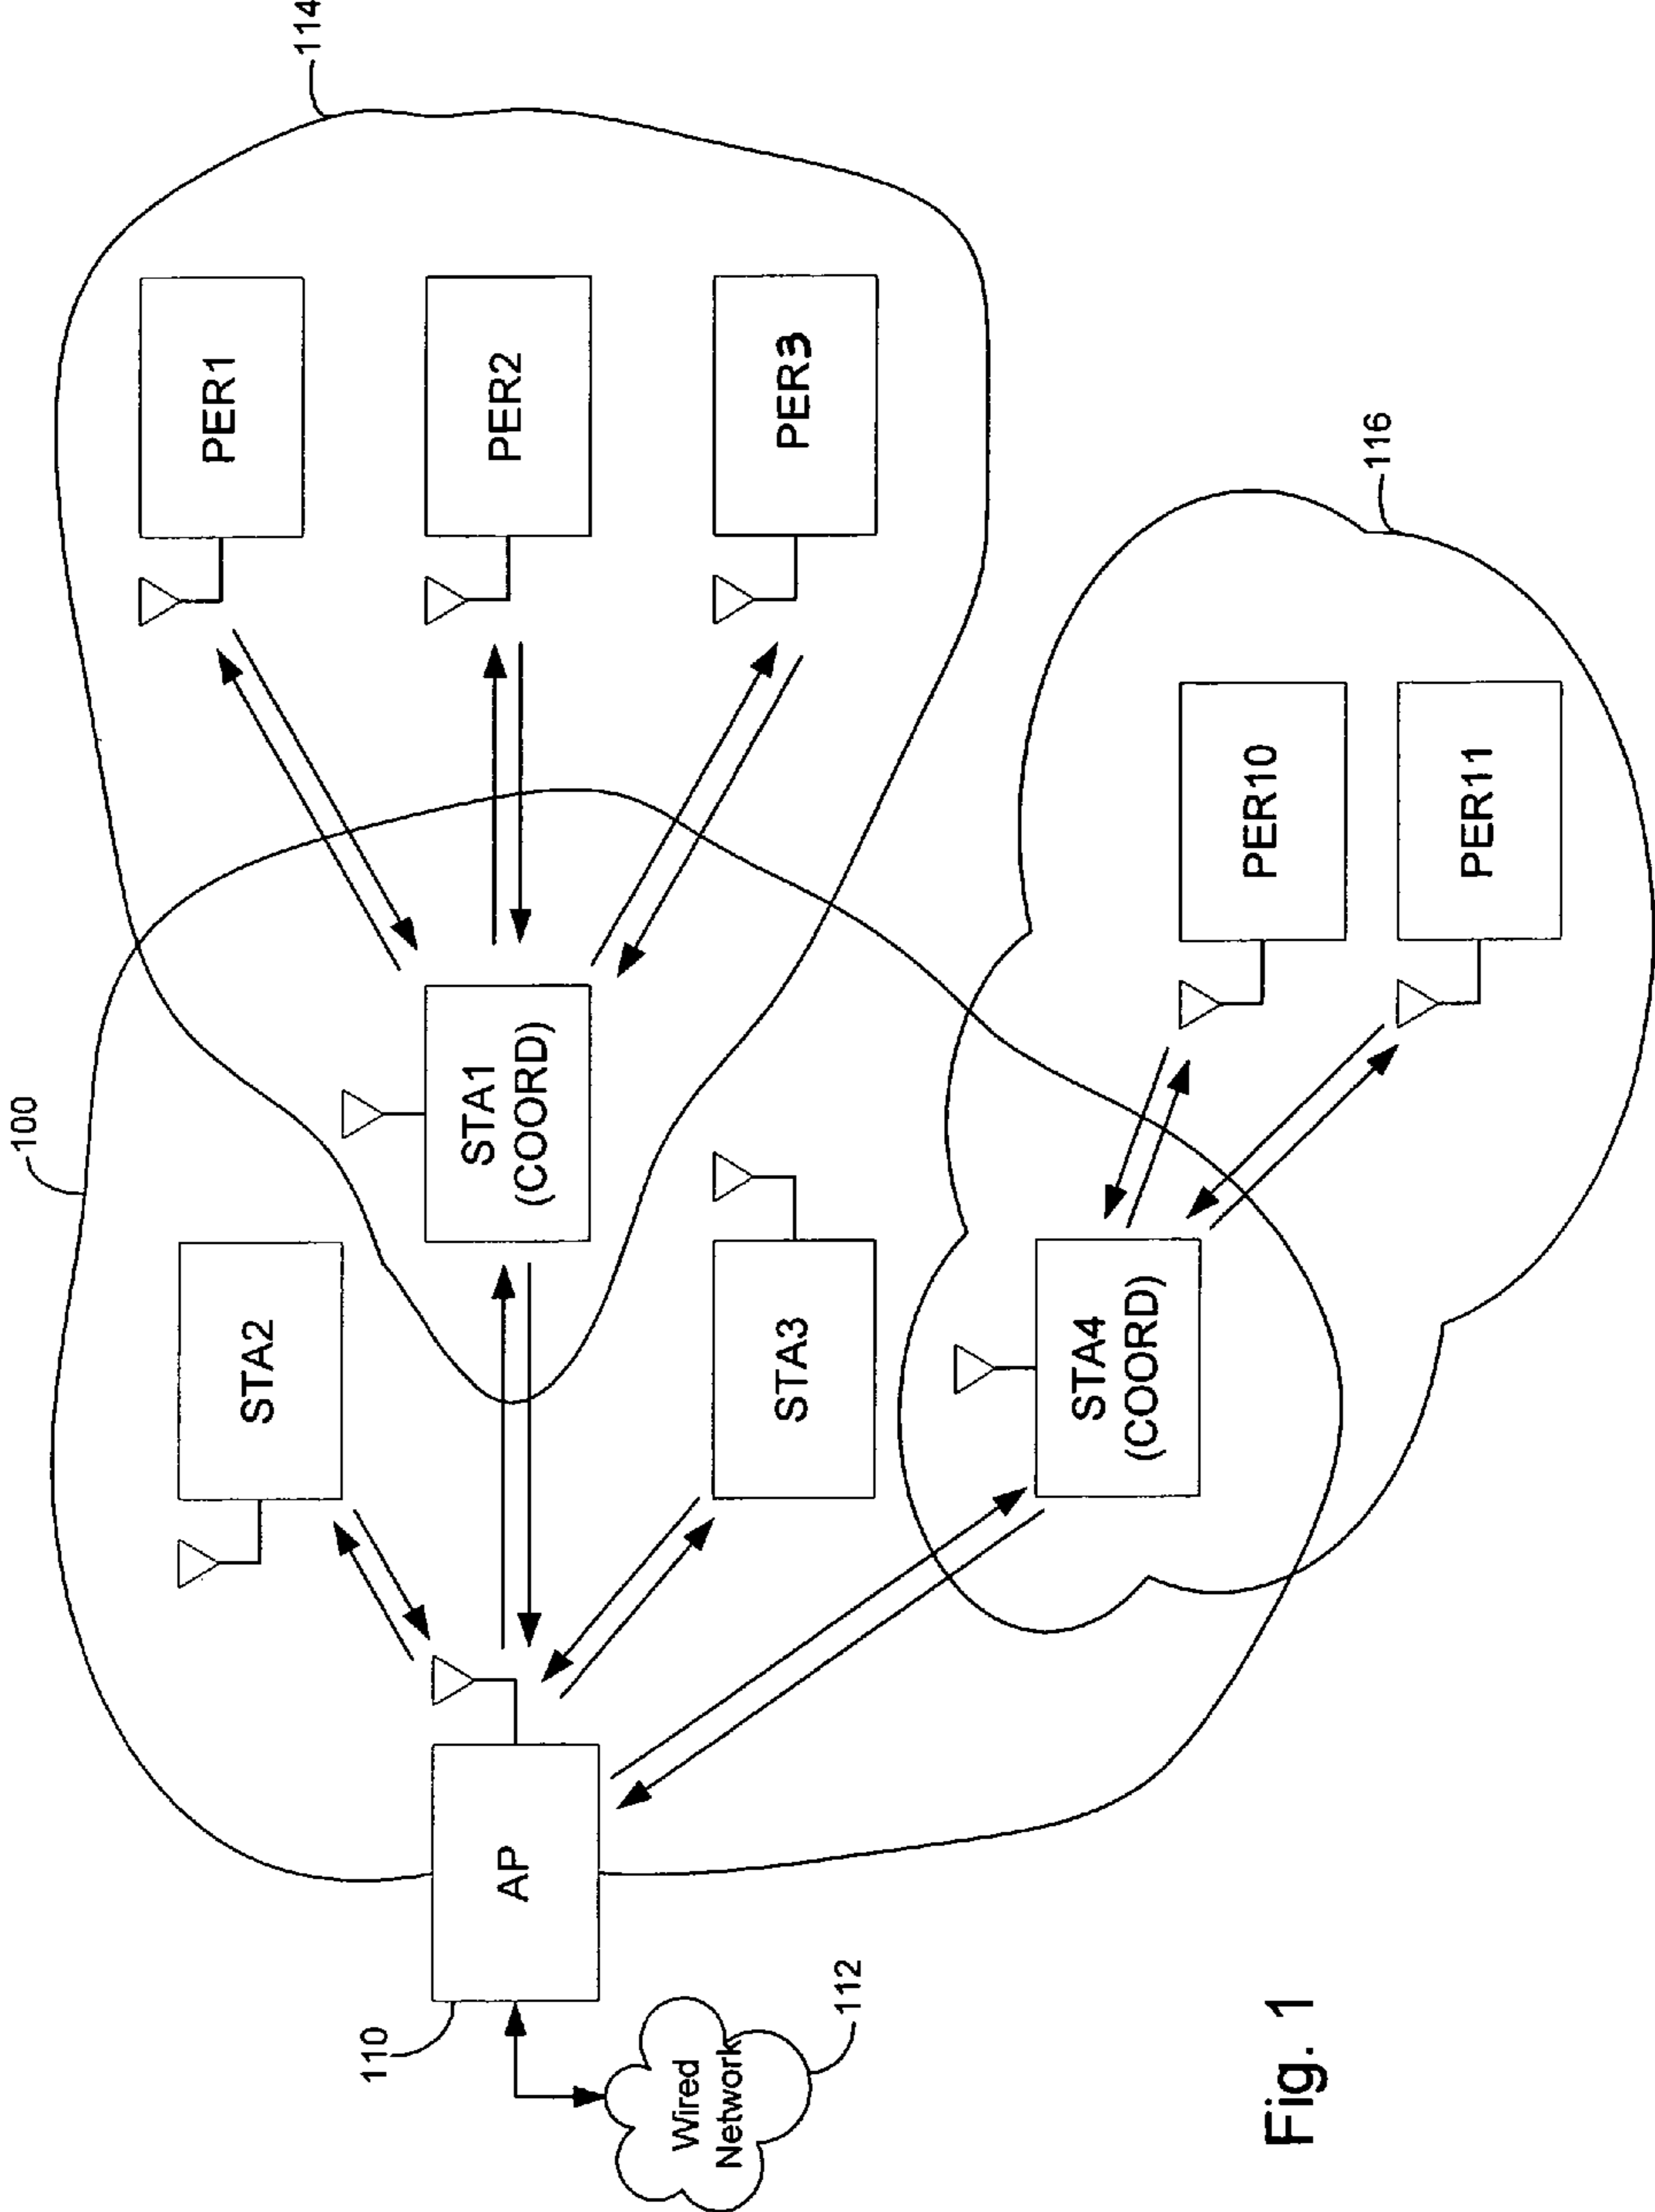 100
114
STA2
PER1
110
AP
STA1
(COORD)
PER2
STA3
PER3
Wired
Network
112
STA4
(COORD)
PER10
116
PER11
Fig. 1